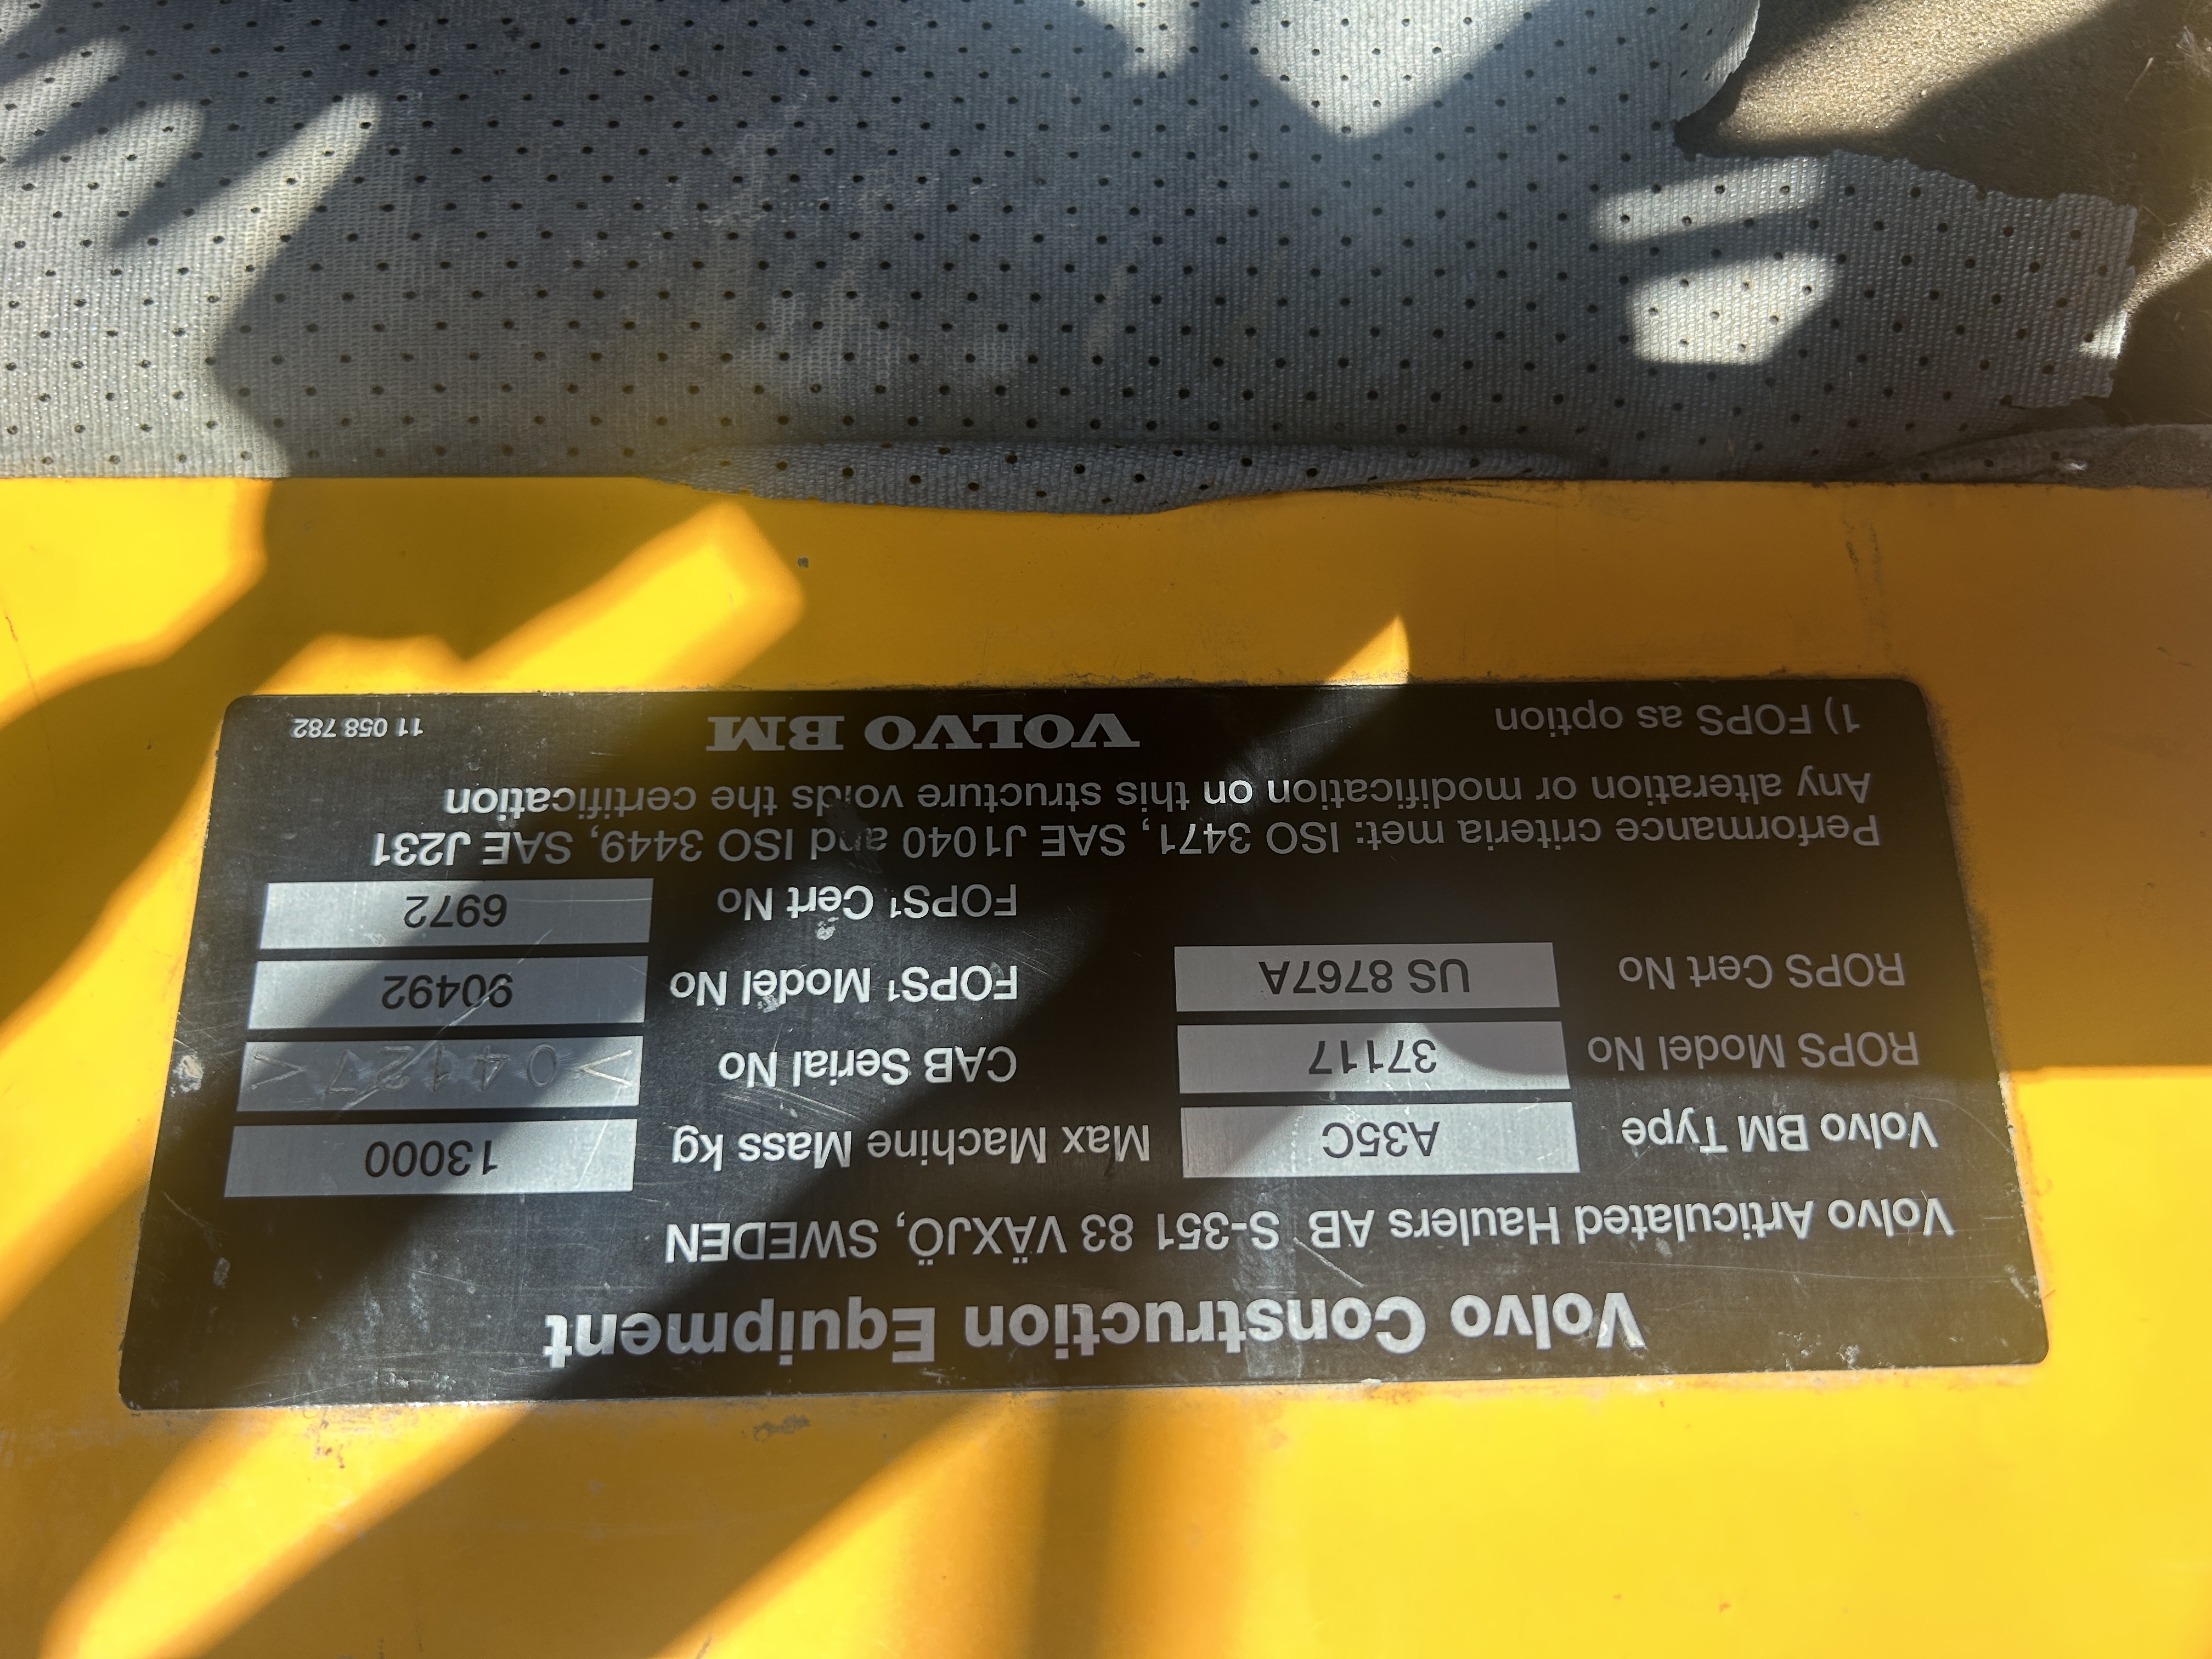 Volvo Construction Equipment
Volvo Articulated Haulers AB S-351 83 VÄXJÖ, SWEDEN
Volvo BM Type A35C Max Machine Mass kg 13000
ROPS Model No 37117 CAB Serial No >04127<
ROPS Cert No US 8767A FOPS¹ Model No 90492
FOPS¹ Cert No 6972
Performance criteria met: ISO 3471, SAE J1040 and ISO 3449, SAE J231
Any alteration or modification on this structure voids the certification
1) FOPS as option VOLVO BM 11 058 782